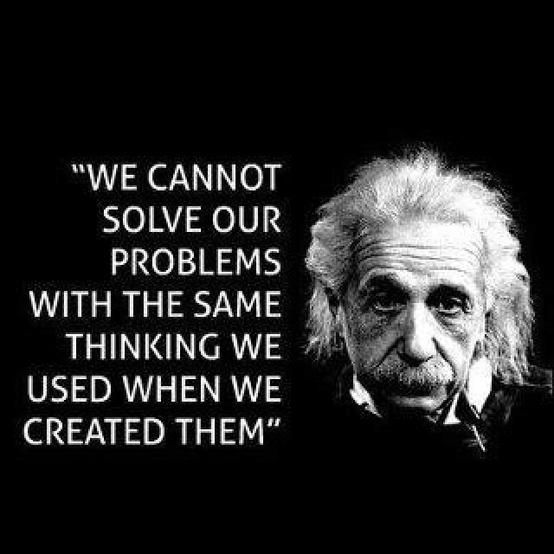 “WE CANNOT
SOLVE OUR
PROBLEMS
WITH THE SAME
THINKING WE
USED WHEN WE
CREATED THEM”